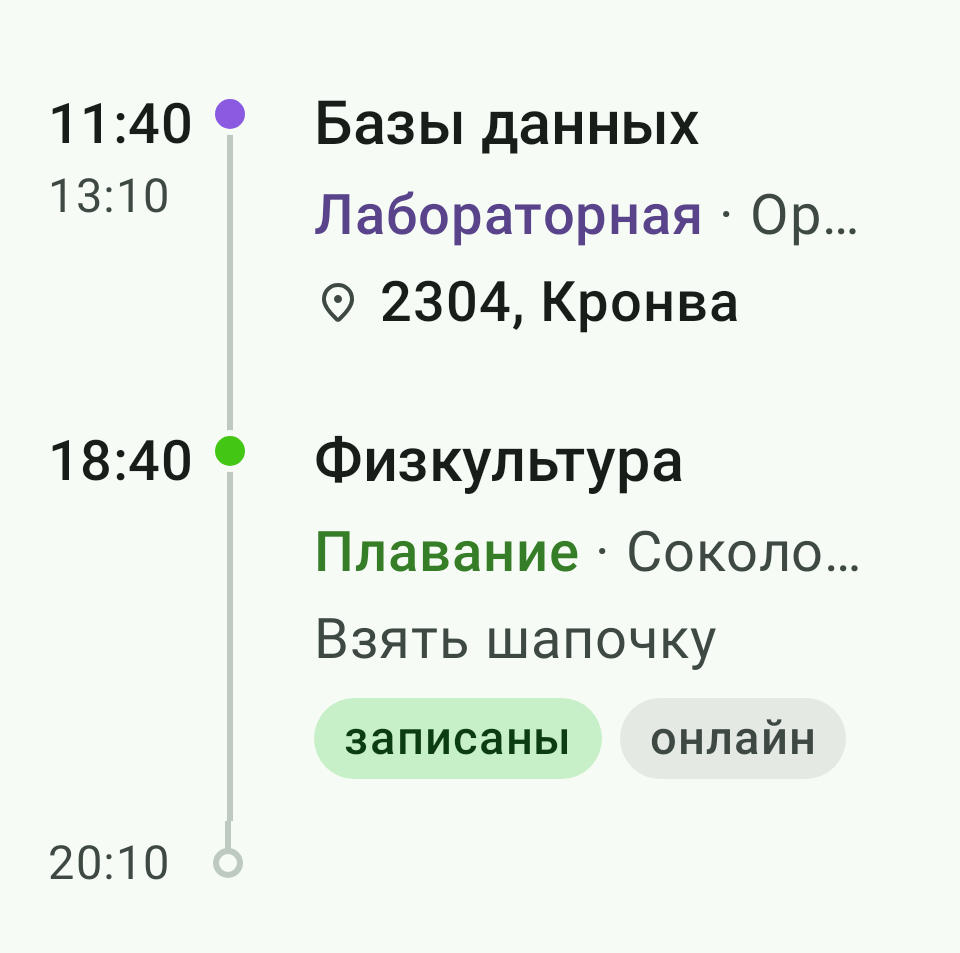 11:40 Базы данных
13:10
Лабораторная · Ор…
2304, Кронва
18:40 Физкультура
Плавание · Соколо…
Взять шапочку
записаны онлайн
20:10